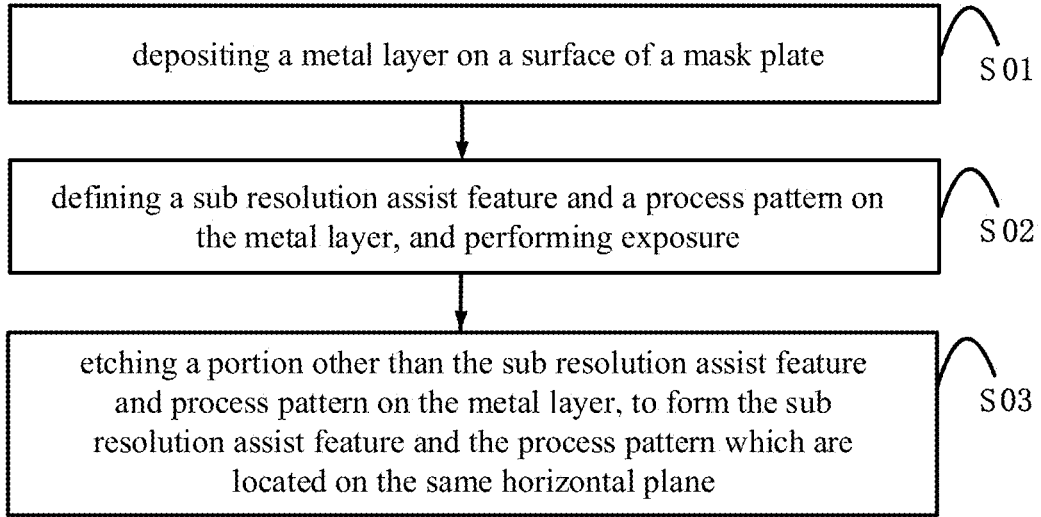 depositing a metal layer on a surface of a mask plate
S01
defining a sub resolution assist feature and a process pattern on
the metal layer, and performing exposure
S02
etching a portion other than the sub resolution assist feature
and process pattern on the metal layer, to form the sub
resolution assist feature and the process pattern which are
located on the same horizontal plane
S03